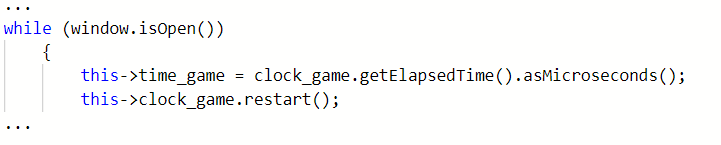 ...
while (window.isOpen())
{
this->time_game = clock_game.getElapsedTime().asMicroseconds();
this->clock_game.restart();
...